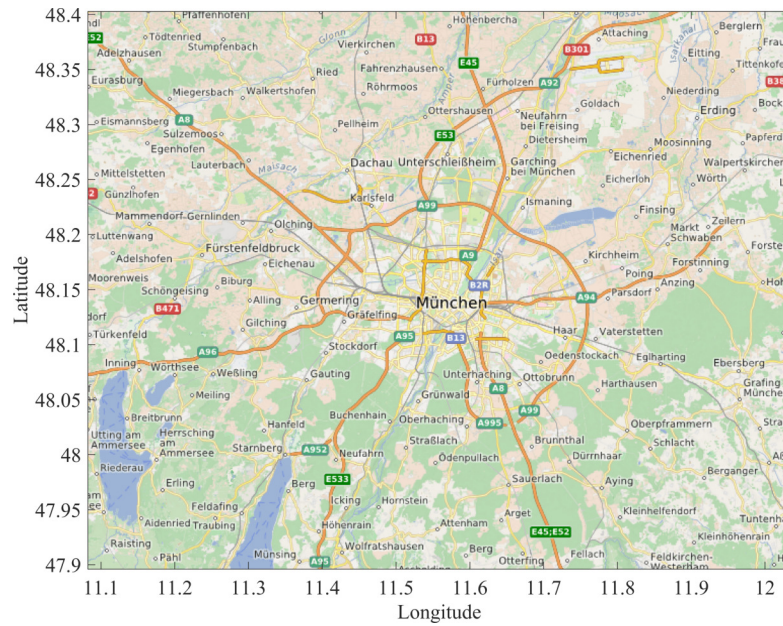 48.4
Pfaffenhofen
Hohenbercha
Berglern
E52
Tödtenried
Stumpfenbach
Glonn
Vierkirchen
B13
B301
Attaching
Eitting
Isarkanal
Adelzhausen
Fahrenzhausen
E45
Tittenkofen
48.35
Eurasburg
Ried
Röhrmoos
Amper
Fürholzen
A92
Miegersbach
Walkertshofen
Goldach
Niederding
Ottershausen
Neufahrn
bei Freising
Erding
48.3
Eismannsberg
A8
Sulzemoos
Pellheim
E53
Dietersheim
Moosinning
Egenhofen
Eichenried
Lauterbach
Maisach
Dachau
Unterschleißheim
Garching
bei München
Walpertskirchen
48.25
Mittelstetten
Eicherloh
Wörth
Günzlhofen
Karlsfeld
A99
Ismaning
Finsing
Mammendorf
Gernlinden
Olching
Zeilern
48.2
Luttenwang
Markt
Schwaben
Fürstenfeldbruck
A9
Kirchheim
Forstinning
Adelshofen
Eichenau
Poing
Moorenweis
Biburg
B2R
Anzing
48.15
Schöngeising
Alling
Germering
München
A94
Parsdorf
B471
Gräfelfing
Türkenfeld
Gilching
A95
B13
Haar
Vaterstetten
48.1
A96
Stockdorf
Oedenstockach
Eglharting
Inning
Wörthsee
Weßling
Gauting
Unterhaching
Ottobrunn
Ebersberg
A8
Harthausen
Grafing
48.05
Meiling
Grünwald
A99
Breitbrunn
Buchenhain
Oberhaching
A995
Utting am
Ammersee
Herrsching
am
Ammersee
Hanfeld
Straßlach
Brunnthal
Oberpframmern
Schlacht
48
Starnberg
A952
Neufahrn
Ödenpullach
Dürrnhaar
Riederau
E533
Sauerlach
Berganger
Erling
Berg
Aying
Icking
Hornstein
47.95
Feldafing
Arget
Kleinhelfendorf
Aidenried
Traubing
Höhenrain
Attenham
E45;E52
Kleinhöhenrain
Raisting
Pähl
Münsing
Wolfratshausen
Berg
Otterfing
Fellach
Feldkirchen-
Westerham
47.9
A95
11.1
11.2
11.3
11.4
11.5
11.6
11.7
11.8
11.9
12
Latitude
Longitude